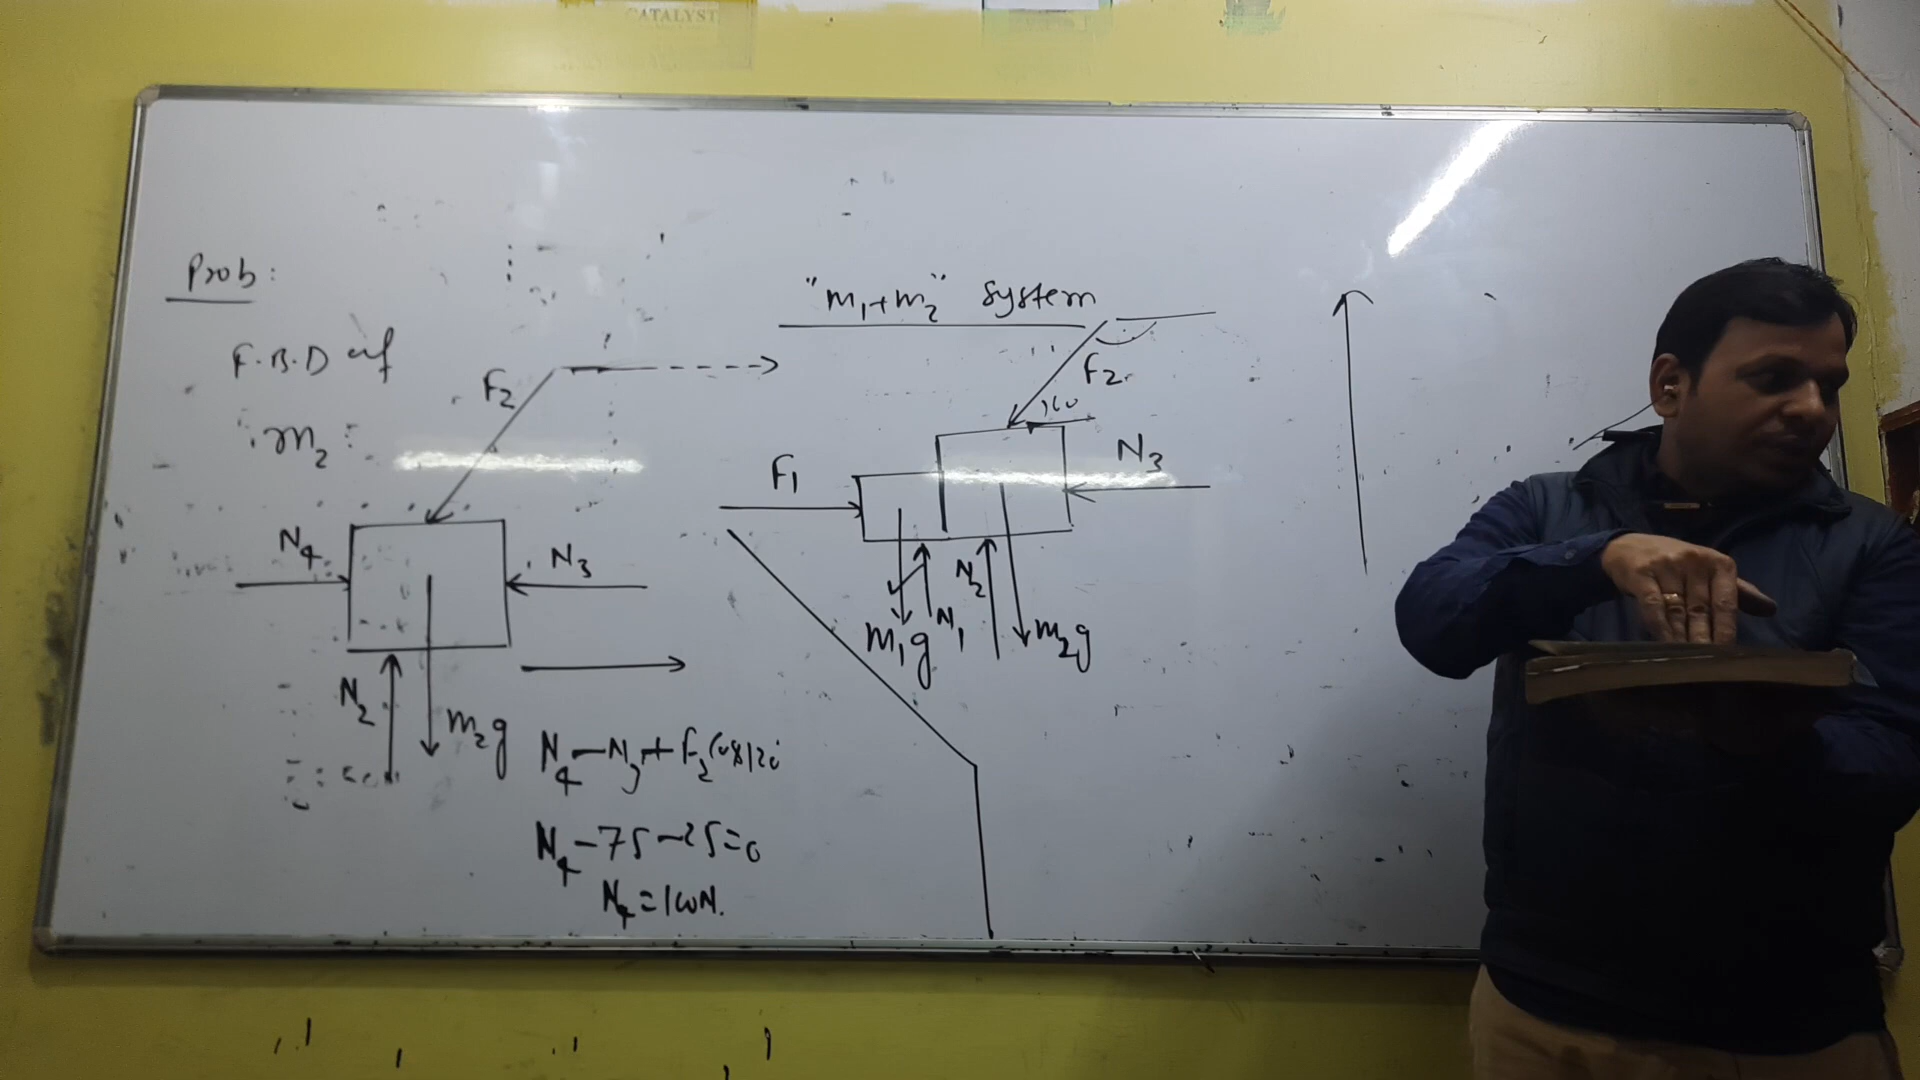 CATALYST
Prob:
F.B.D of
m₂:
F₂
N₄
N₃
N₂
m₂g
N₄ - N₃ + F₂ Cos120
N₄ - 75 - 25 = 0
N₄ = 100N.
"m₁+m₂" system
F₂
F₁
N₃
m₁g
N₁
N₂
m₂g